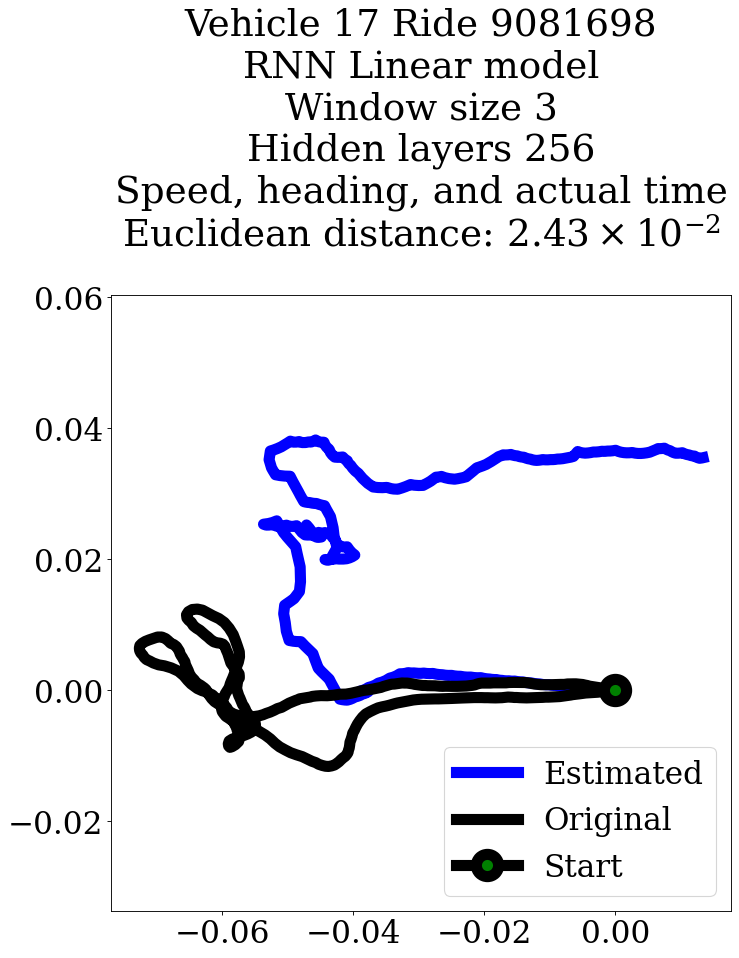 Vehicle 17 Ride 9081698
RNN Linear model
Window size 3
Hidden layers 256
Speed, heading, and actual time
Euclidean distance: 2.43 × 10⁻²
0.06
0.04
0.02
0.00
−0.02
Estimated
Original
Start
−0.06
−0.04
−0.02
0.00